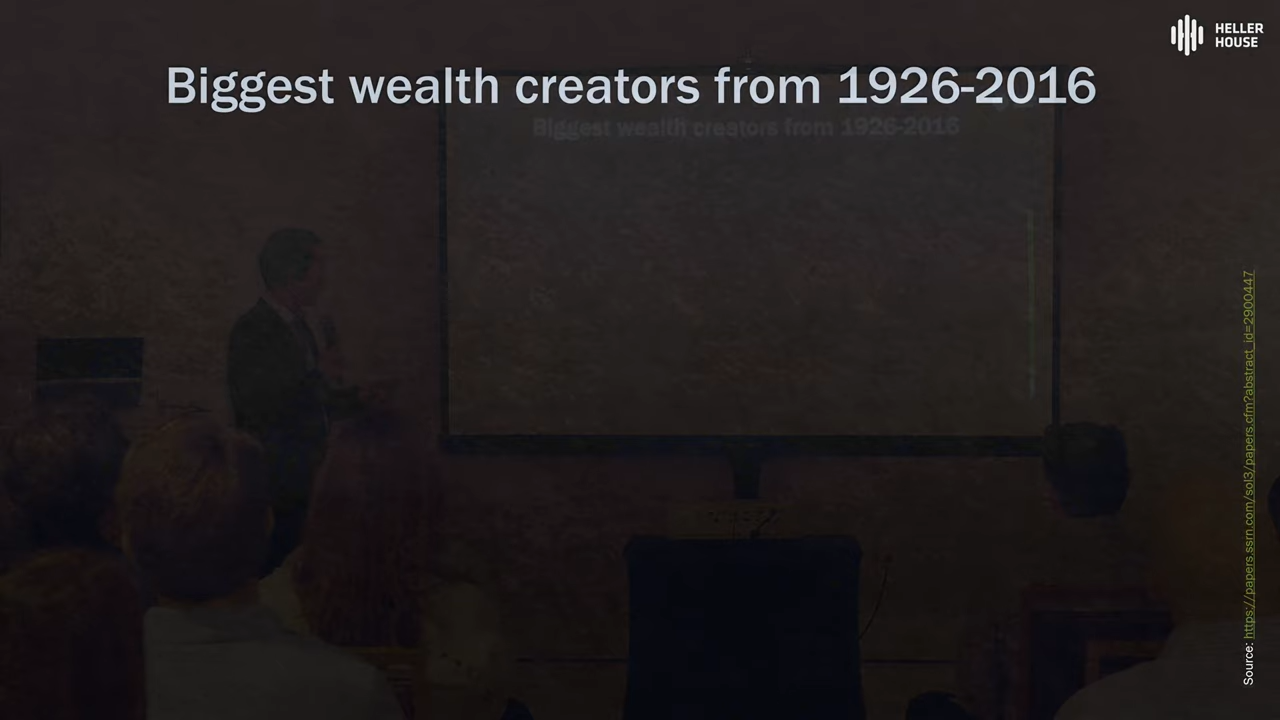 HELLER
HOUSE
Biggest wealth creators from 1926-2016
Biggest wealth creators from 1926-2016
Source: https://papers.ssrn.com/sol3/papers.cfm?abstract_id=2900447